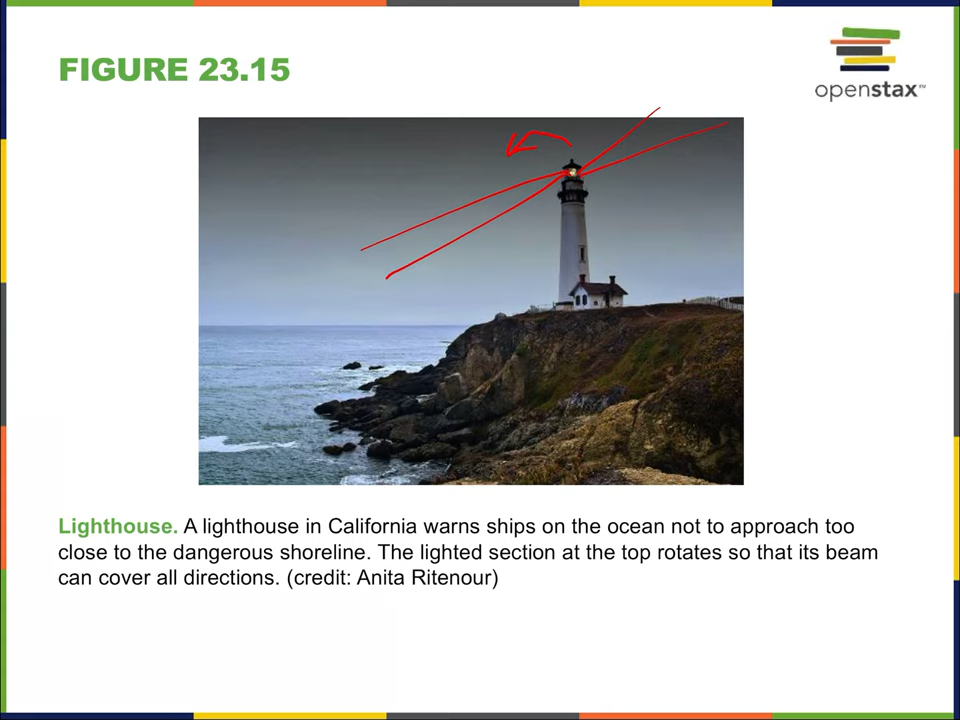 FIGURE 23.15
openstax™
Lighthouse. A lighthouse in California warns ships on the ocean not to approach too
close to the dangerous shoreline. The lighted section at the top rotates so that its beam
can cover all directions. (credit: Anita Ritenour)